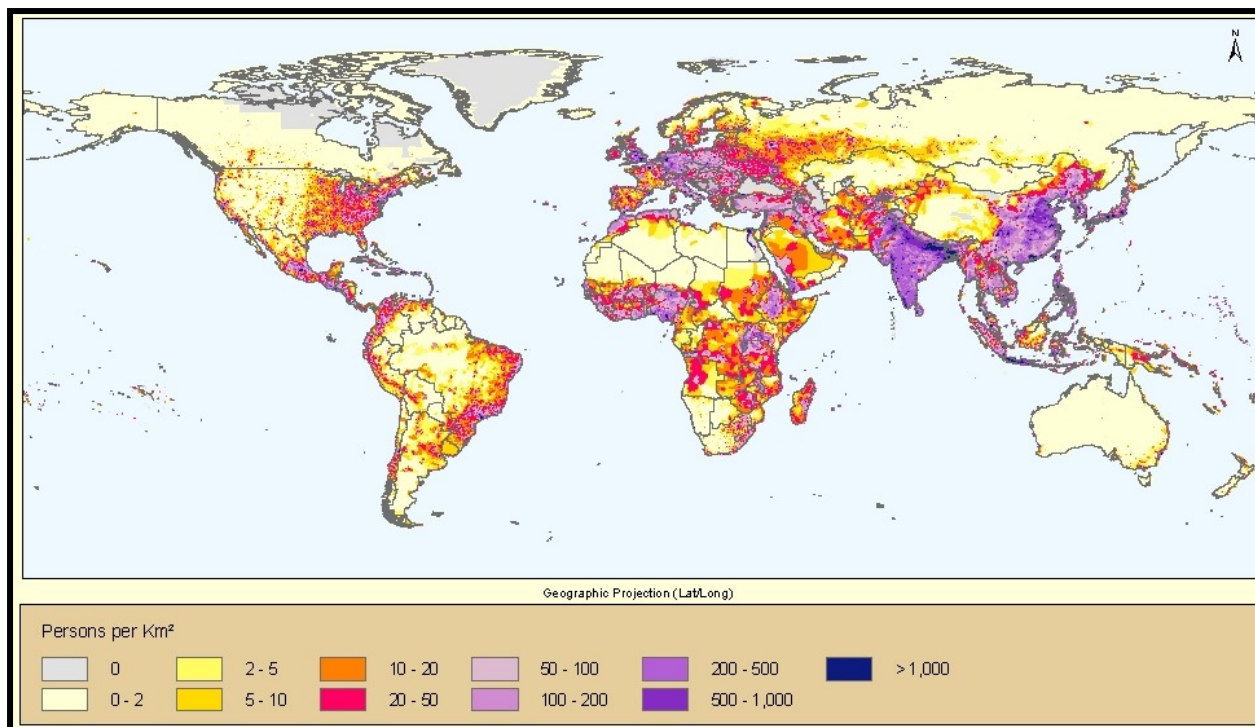 N
Geographic Projection (Lat/Long)
Persons per Km²
0 2 - 5 10 - 20 50 - 100 200 - 500 >1,000
0 - 2 5 - 10 20 - 50 100 - 200 500 - 1,000